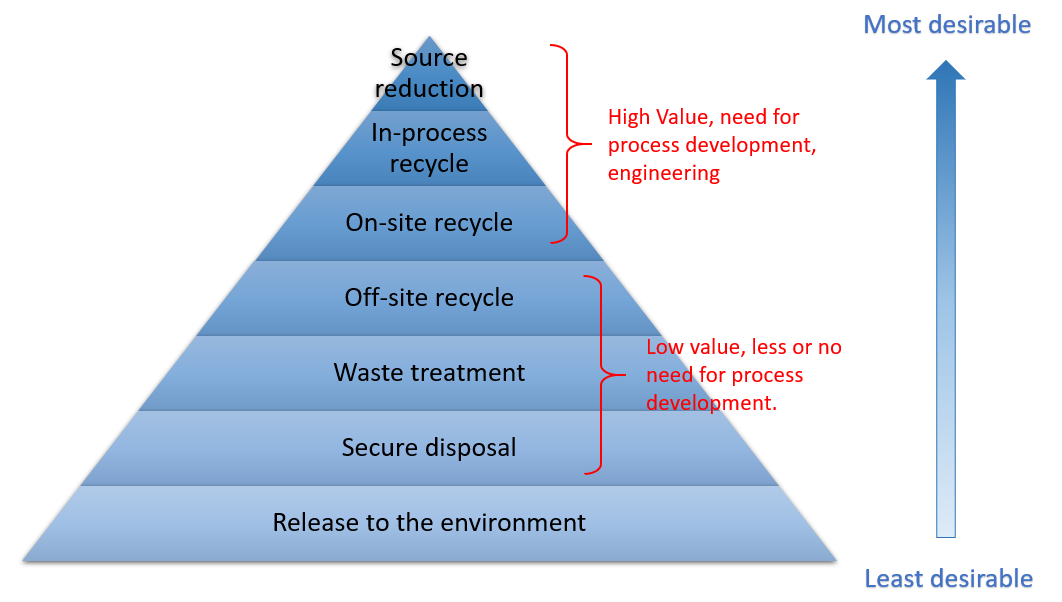 Most desirable
Source
reduction
In-process
recycle
High Value, need for
process development,
engineering
On-site recycle
Off-site recycle
Waste treatment
Low value, less or no
need for process
development.
Secure disposal
Release to the environment
Least desirable